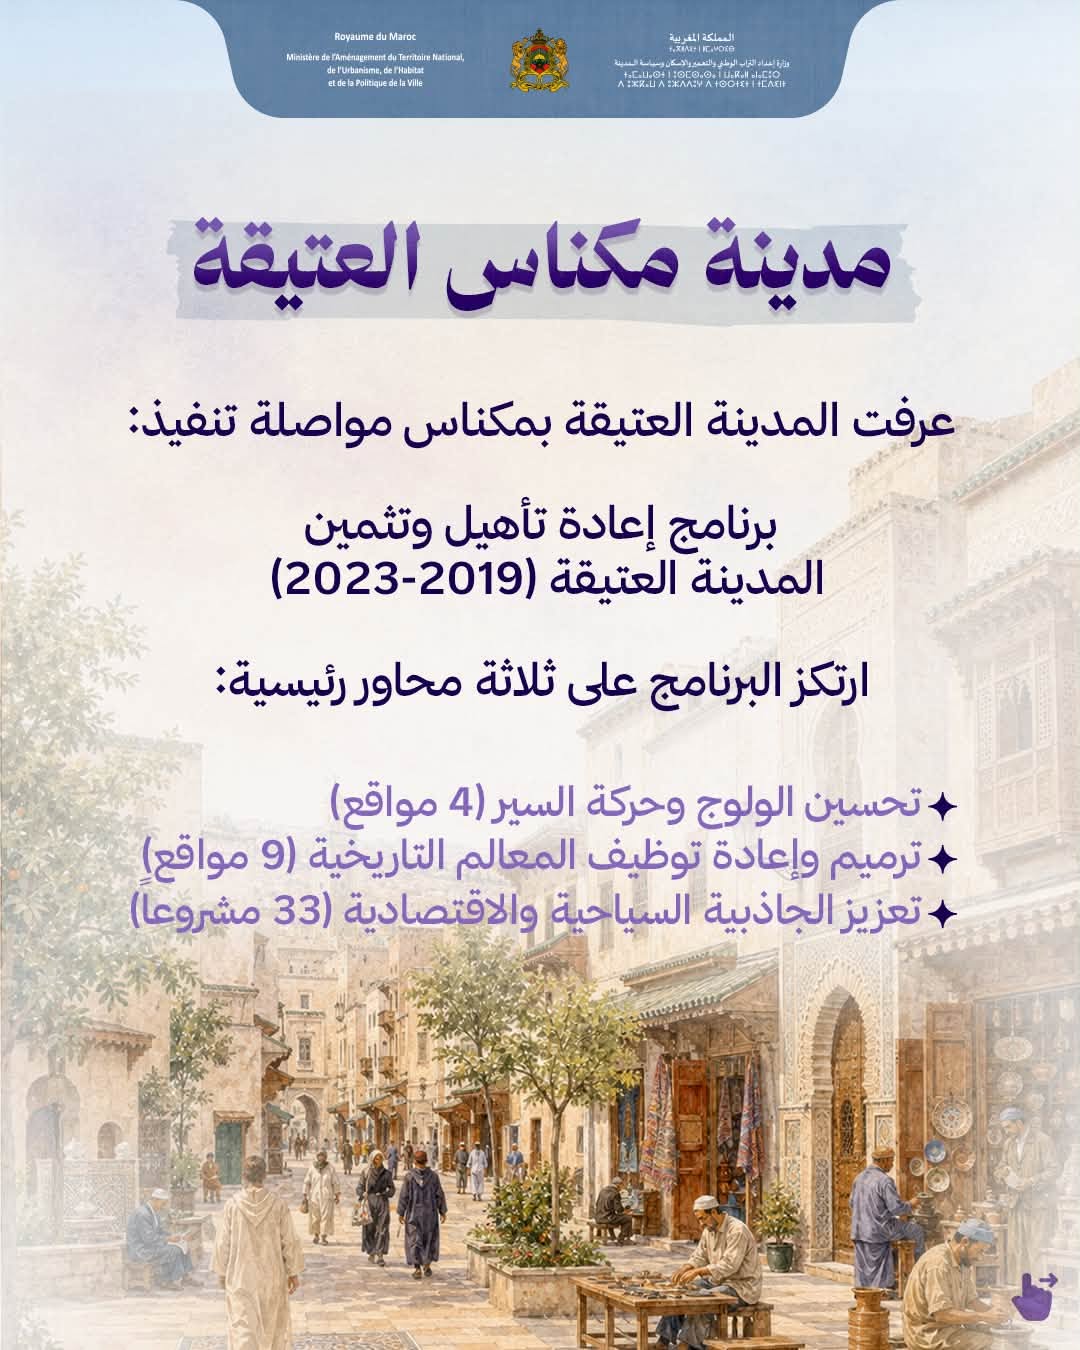 Royaume du Maroc
Ministère de l'Aménagement du Territoire National,
de l'Urbanisme, de l'Habitat
et de la Politique de la Ville
المملكة المغربية
وزارة إعداد التراب الوطني والتعمير والإسكان وسياسة المدينة
مدينة مكناس العتيقة
عرفت المدينة العتيقة بمكناس مواصلة تنفيذ:
برنامج إعادة تأهيل وتثمين
المدينة العتيقة (2019-2023)
ارتكز البرنامج على ثلاثة محاور رئيسية:
تحسين الولوج وحركة السير (4 مواقع)
ترميم وإعادة توظيف المعالم التاريخية (9 مواقع)ٍ
تعزيز الجاذبية السياحية والاقتصادية (33 مشروعاً)